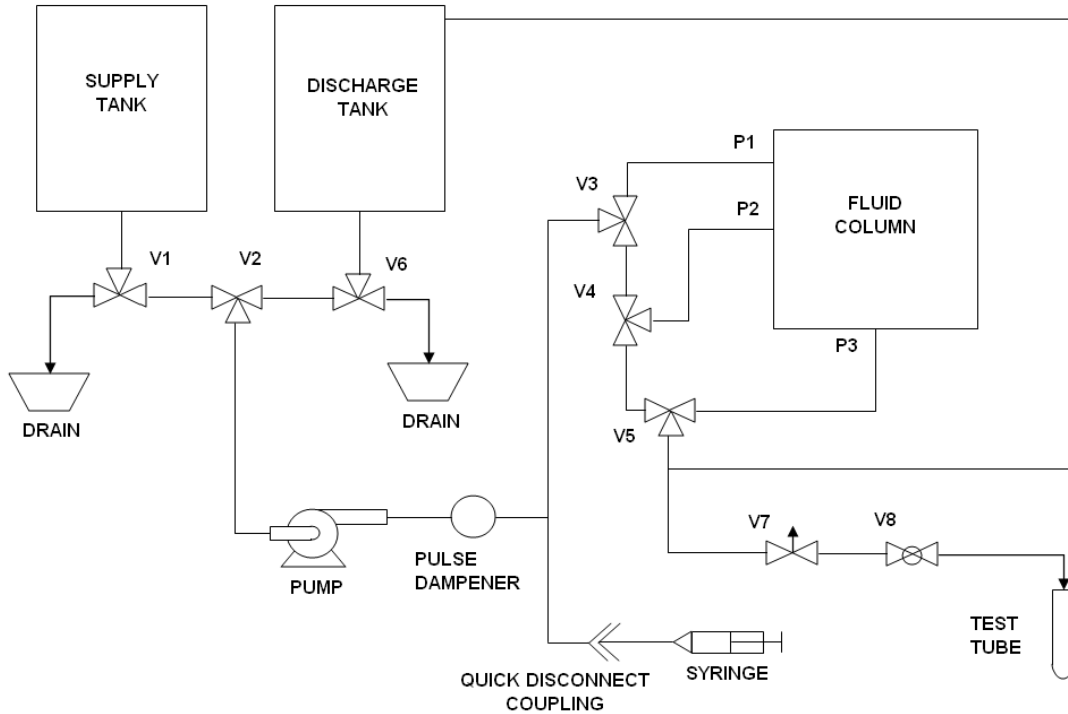 SUPPLY
TANK
DISCHARGE
TANK
P1
V3
P2
FLUID
COLUMN
V1
V2
V6
V4
P3
DRAIN
DRAIN
V5
V7
V8
PULSE
DAMPENER
PUMP
TEST
TUBE
QUICK DISCONNECT
COUPLING
SYRINGE